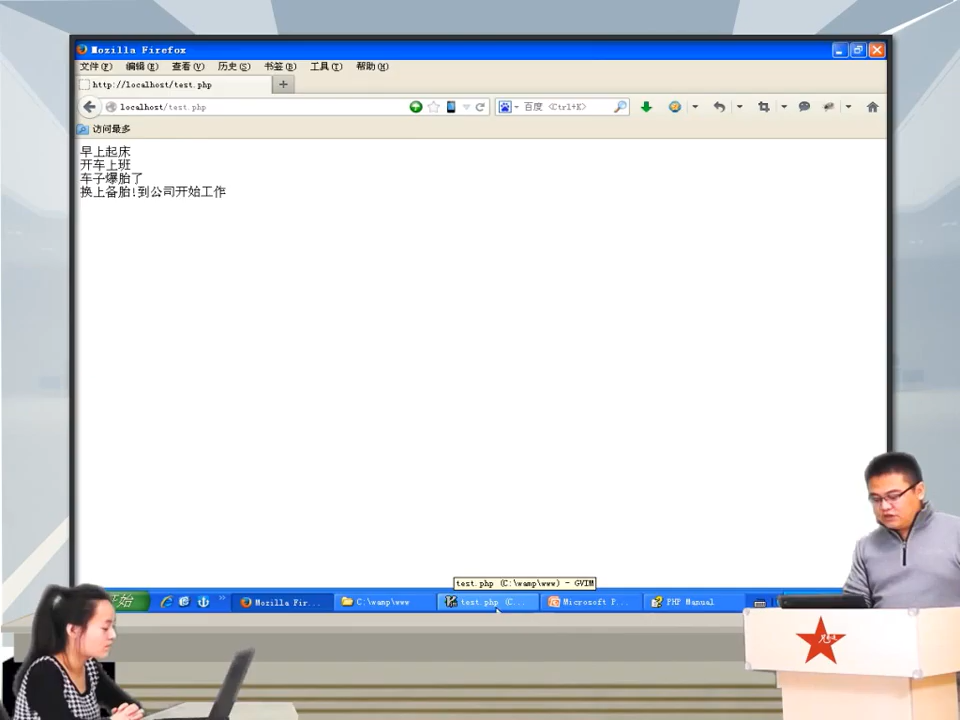 Mozilla Firefox
文件(F) 编辑(E) 查看(V) 历史(S) 书签(B) 工具(T) 帮助(H)
http://localhost/test.php
localhost/test.php
百度 <Ctrl+K>
访问最多
早上起床
开车上班
车子爆胎了
换上备胎!到公司开始工作
test.php (C:\wamp\www) - GVIM
开始 Mozilla Fir... C:\wamp\www test.php (C... Microsoft P... PHP Manual